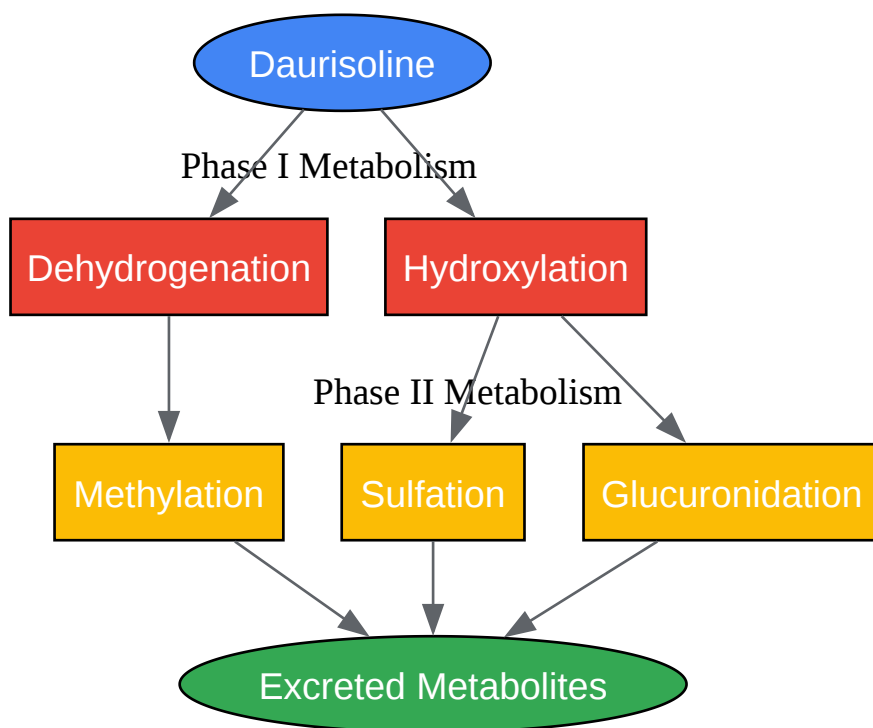 Daurisoline
Phase I Metabolism
Dehydrogenation
Hydroxylation
Phase II Metabolism
Methylation
Sulfation
Glucuronidation
Excreted Metabolites